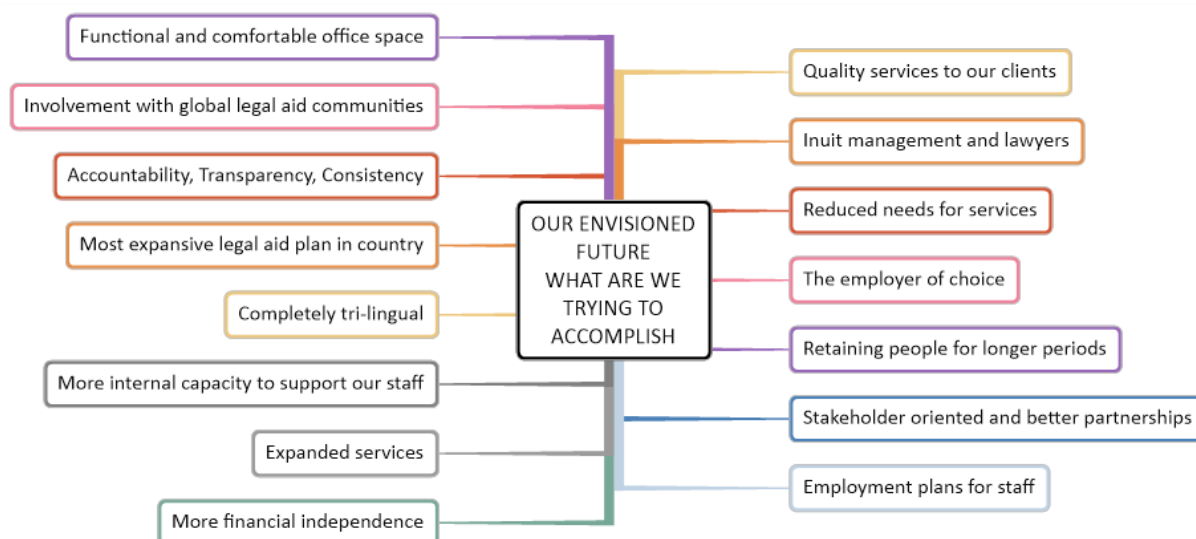 Functional and comfortable office space
Involvement with global legal aid communities
Accountability, Transparency, Consistency
Most expansive legal aid plan in country
Completely tri-lingual
More internal capacity to support our staff
Expanded services
More financial independence
OUR ENVISIONED
FUTURE
WHAT ARE WE
TRYING TO
ACCOMPLISH
Quality services to our clients
Inuit management and lawyers
Reduced needs for services
The employer of choice
Retaining people for longer periods
Stakeholder oriented and better partnerships
Employment plans for staff